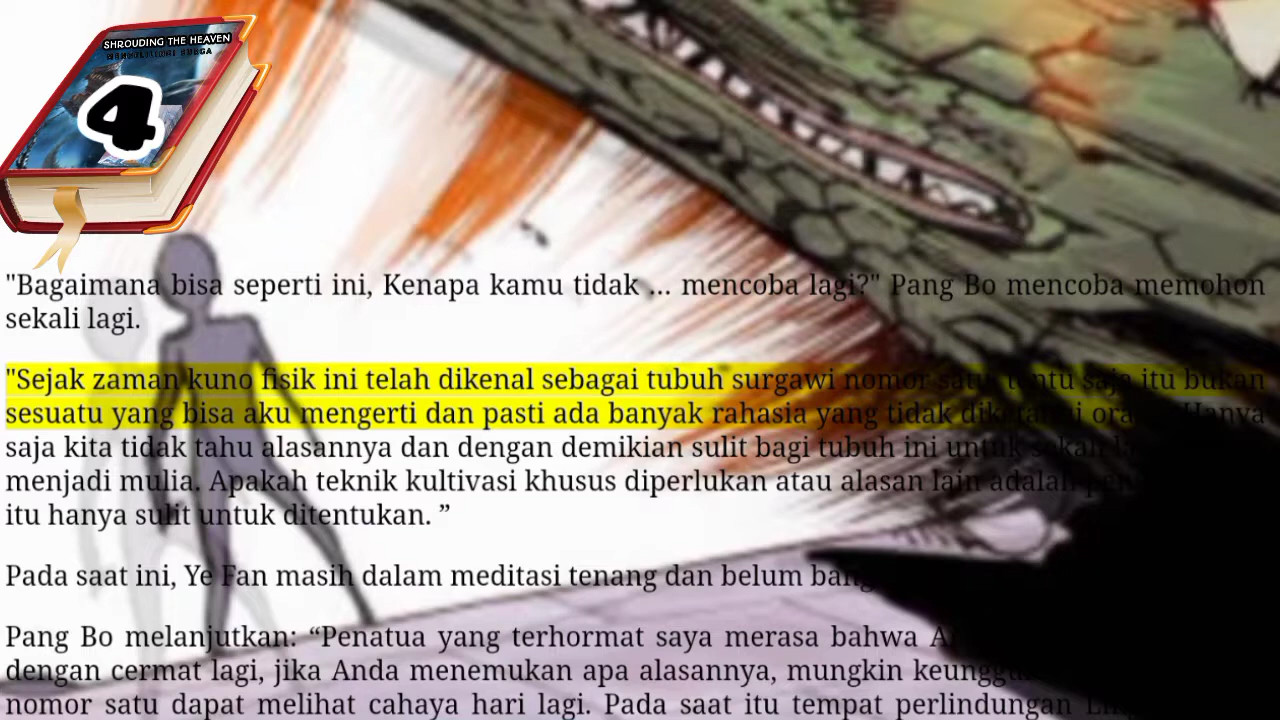 SHROUDING THE HEAVEN
4
"Bagaimana bisa seperti ini, Kenapa kamu tidak ... mencoba lagi?" Pang Bo mencoba memohon
sekali lagi.
"Sejak zaman kuno fisik ini telah dikenal sebagai tubuh surgawi nomor satu, tentu saja itu bukan
sesuatu yang bisa aku mengerti dan pasti ada banyak rahasia yang tidak diketahui Hanya
saja kita tidak tahu alasannya dan dengan demikian sulit bagi tubuh ini untuk sekali
menjadi mulia. Apakah teknik kultivasi khusus diperlukan atau alasan lain adalah
itu hanya sulit untuk ditentukan. ”
Pada saat ini, Ye Fan masih dalam meditasi tenang dan belum
Pang Bo melanjutkan: “Penatua yang terhormat saya merasa bahwa
dengan cermat lagi, jika Anda menemukan apa alasannya, mungkin
nomor satu dapat melihat cahaya hari lagi. Pada saat itu tempat perlindungan